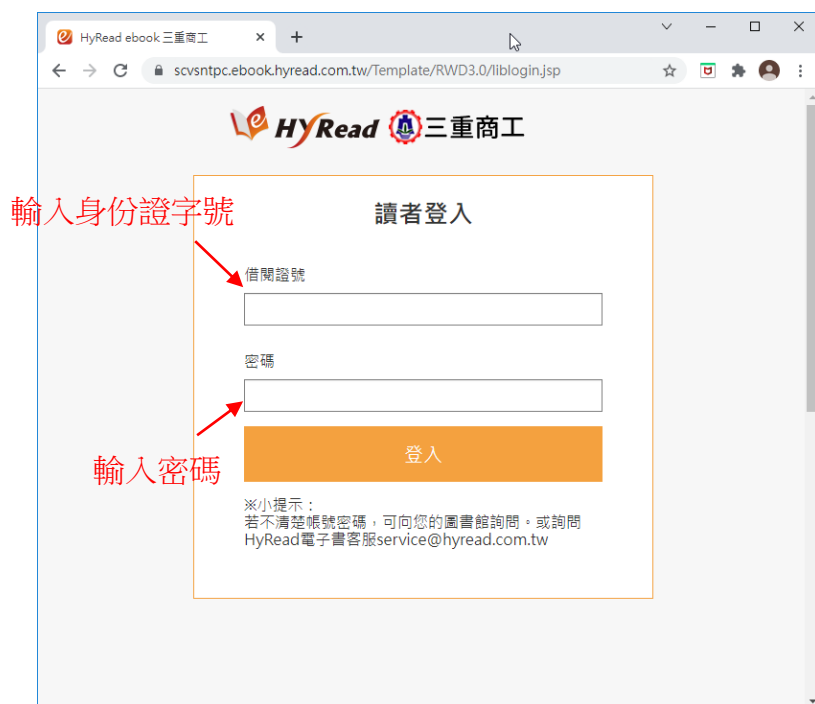 HyRead ebook 三重商工
scvsntpc.ebook.hyread.com.tw/Template/RWD3.0/liblogin.jsp
HyRead 三重商工
讀者登入
輸入身份證字號
借閱證號
密碼
輸入密碼
登入
※小提示：
若不清楚帳號密碼，可向您的圖書館詢問。或詢問
HyRead電子書客服service@hyread.com.tw